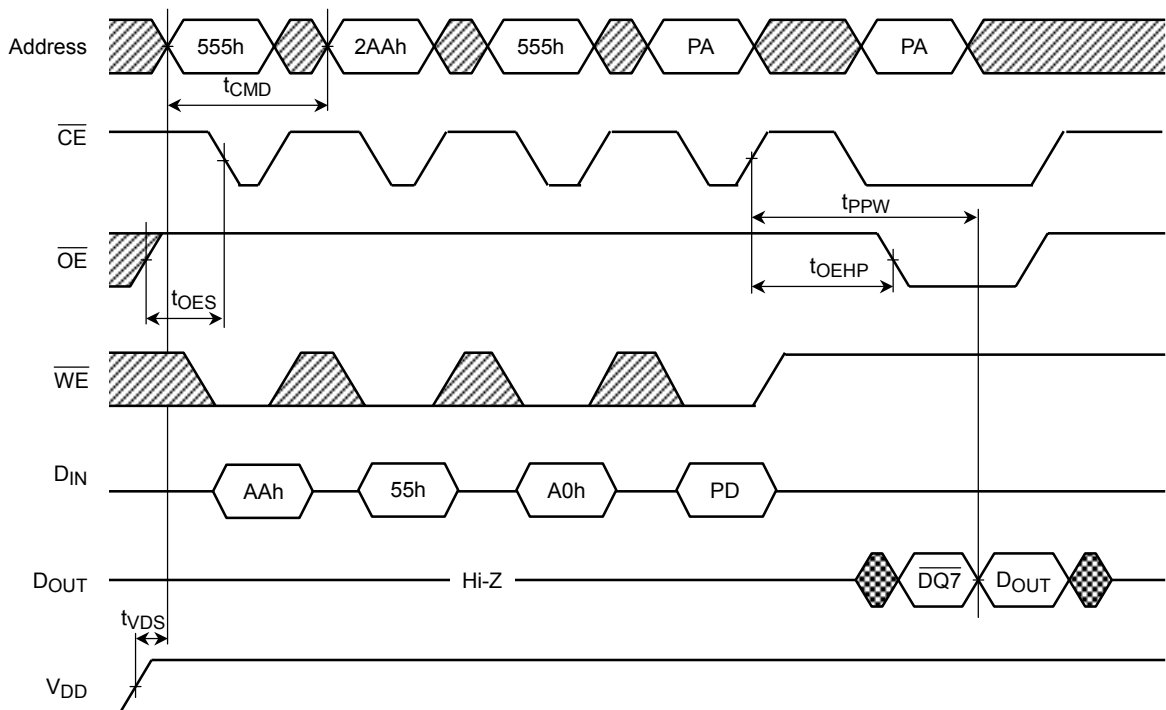 Address 555h 2AAh 555h PA PA
tCMD
CE
tPPW
OE
tOEHP
tOES
WE
DIN AAh 55h A0h PD
DOUT Hi-Z DQ7 DOUT
tVDS
VDD